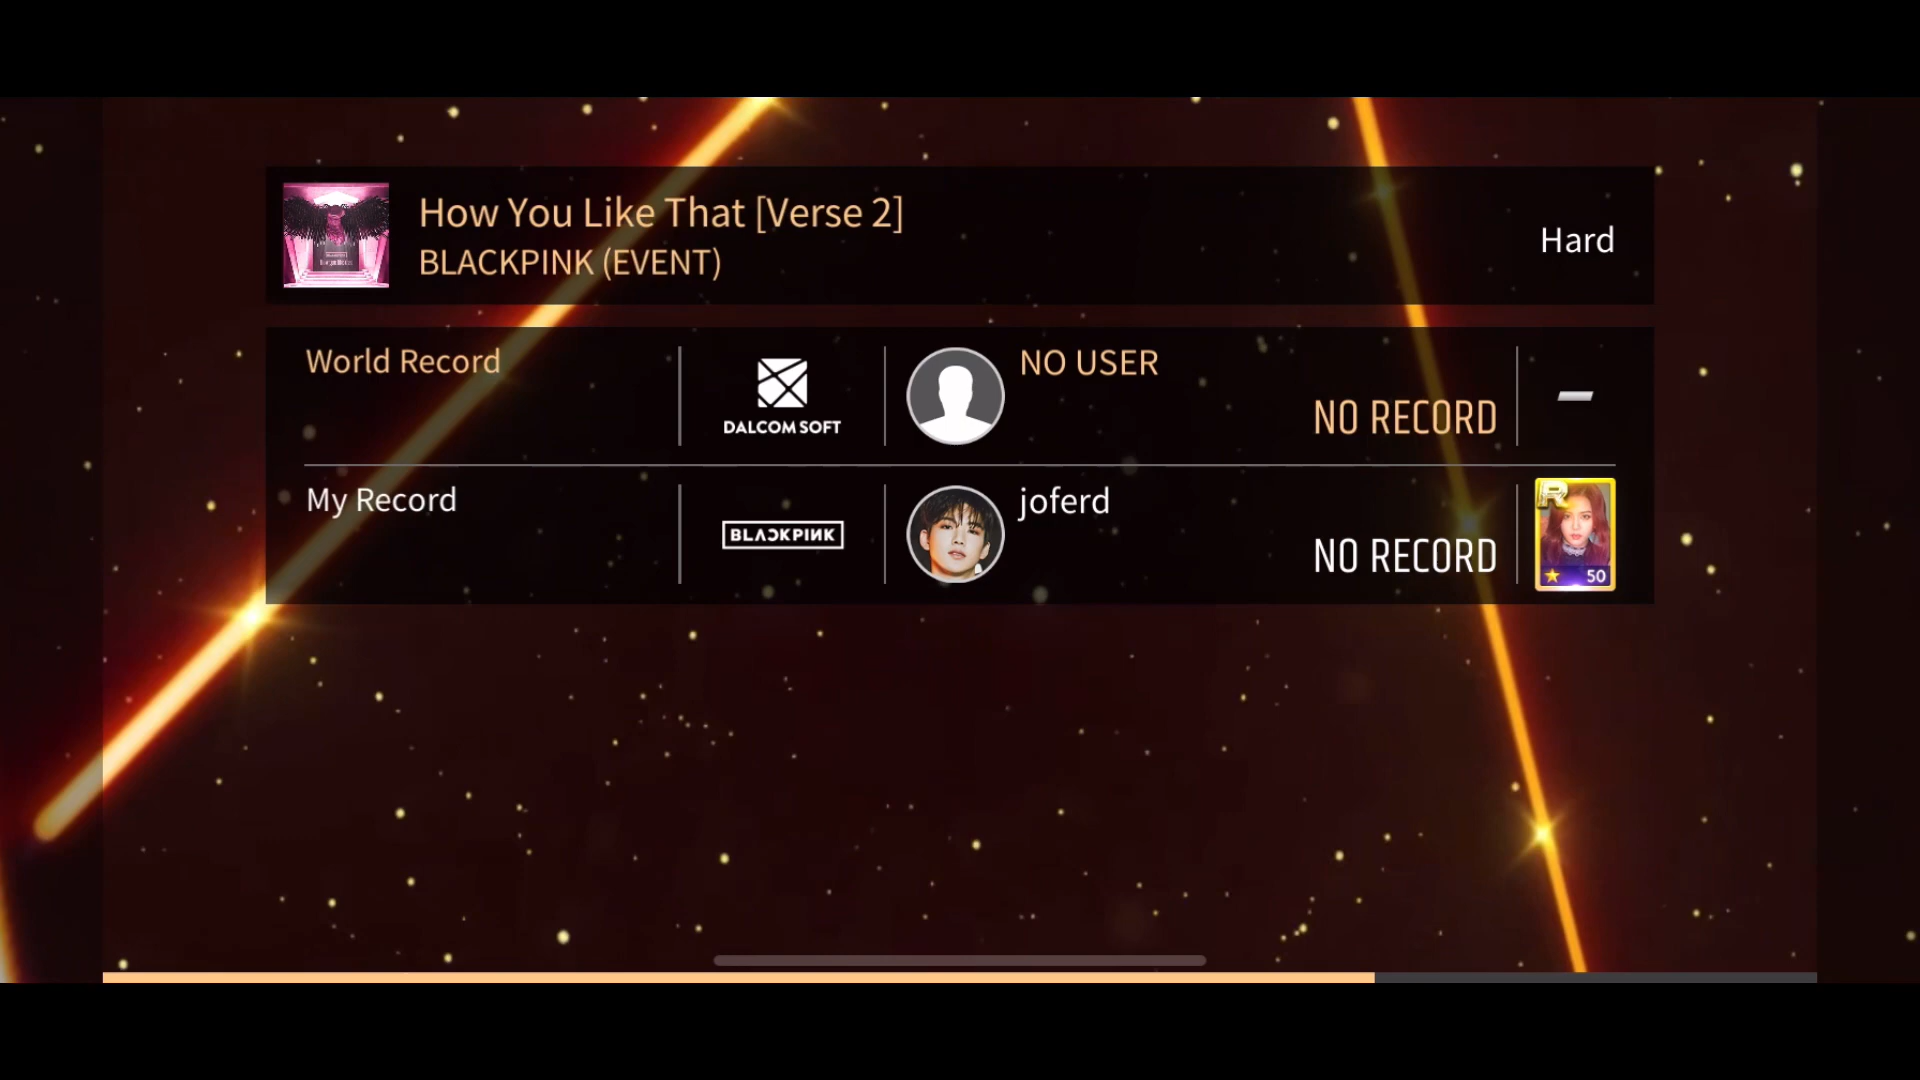 How You Like That [Verse 2]
BLACKPINK (EVENT)
Hard
World Record
DALCOM SOFT
NO USER
NO RECORD
My Record
BLACKPINK
joferd
NO RECORD
R
50